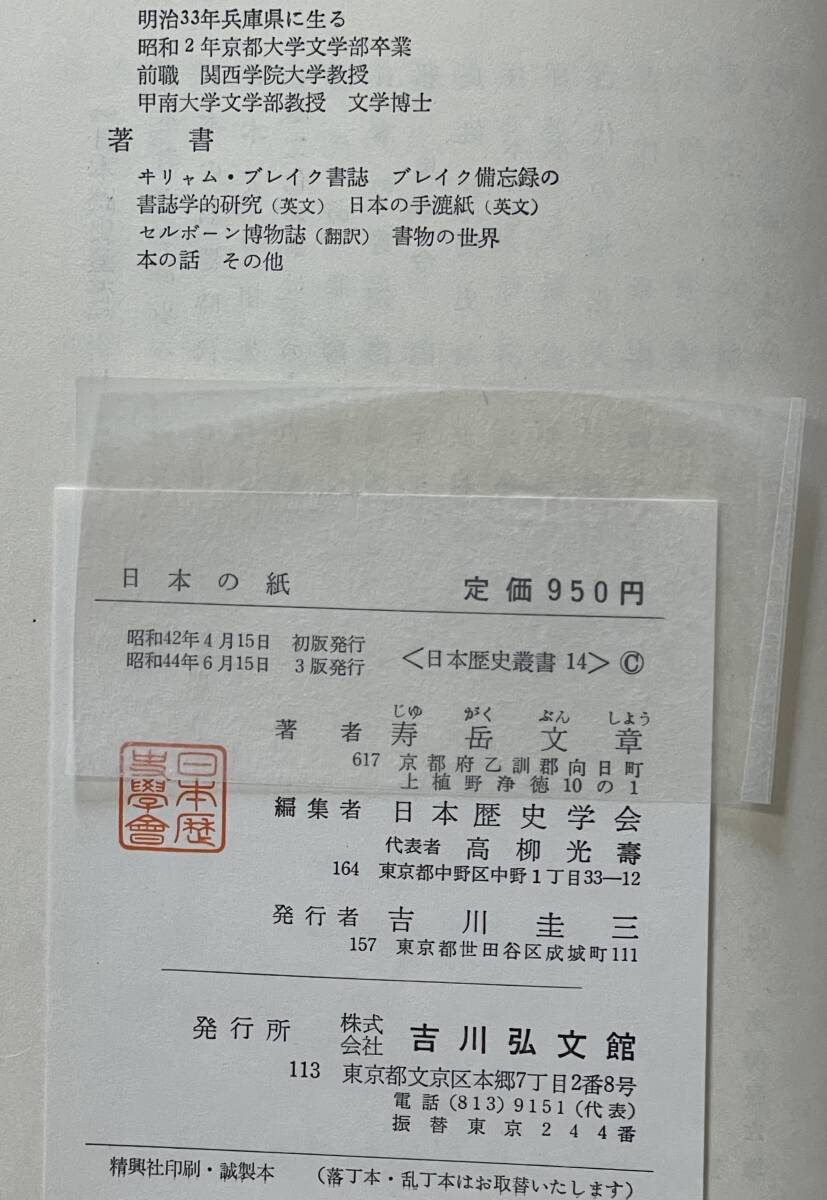 明治33年兵庫県に生る
昭和2年京都大学文学部卒業
前職 関西学院大学教授
甲南大学文学部教授 文学博士
著書
ヰリャム・ブレイク書誌 ブレイク備忘録の
書誌学的研究(英文) 日本の手漉紙(英文)
セルボーン博物誌(翻訳) 書物の世界
本の話 その他
日本の紙 定価950円
昭和42年4月15日 初版発行
昭和44年6月15日 3版発行
<日本歴史叢書 14> ©
じゆ がく ぶん しよう
著者 寿岳文章
617 京都府乙訓郡向日町
上植野浄徳10の1
日本歴
史學會
編集者 日本歴史学会
代表者 高柳光壽
164 東京都中野区中野1丁目33—12
発行者 吉川圭三
157 東京都世田谷区成城町111
発行所 株式会社 吉川弘文館
113 東京都文京区本郷7丁目2番8号
電話(813)9151(代表)
振替東京244番
精興社印刷・誠製本 (落丁本・乱丁本はお取替いたします)